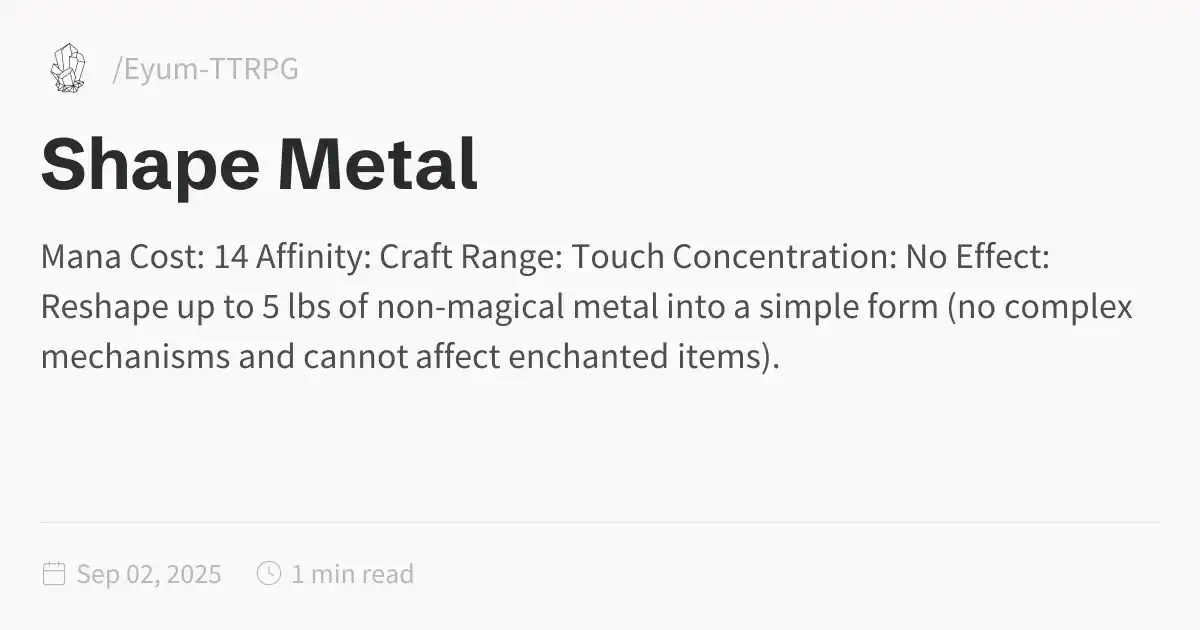 /Eyum-TTRPG
Shape Metal
Mana Cost: 14 Affinity: Craft Range: Touch Concentration: No Effect:
Reshape up to 5 lbs of non-magical metal into a simple form (no complex
mechanisms and cannot affect enchanted items).
Sep 02, 2025 1 min read